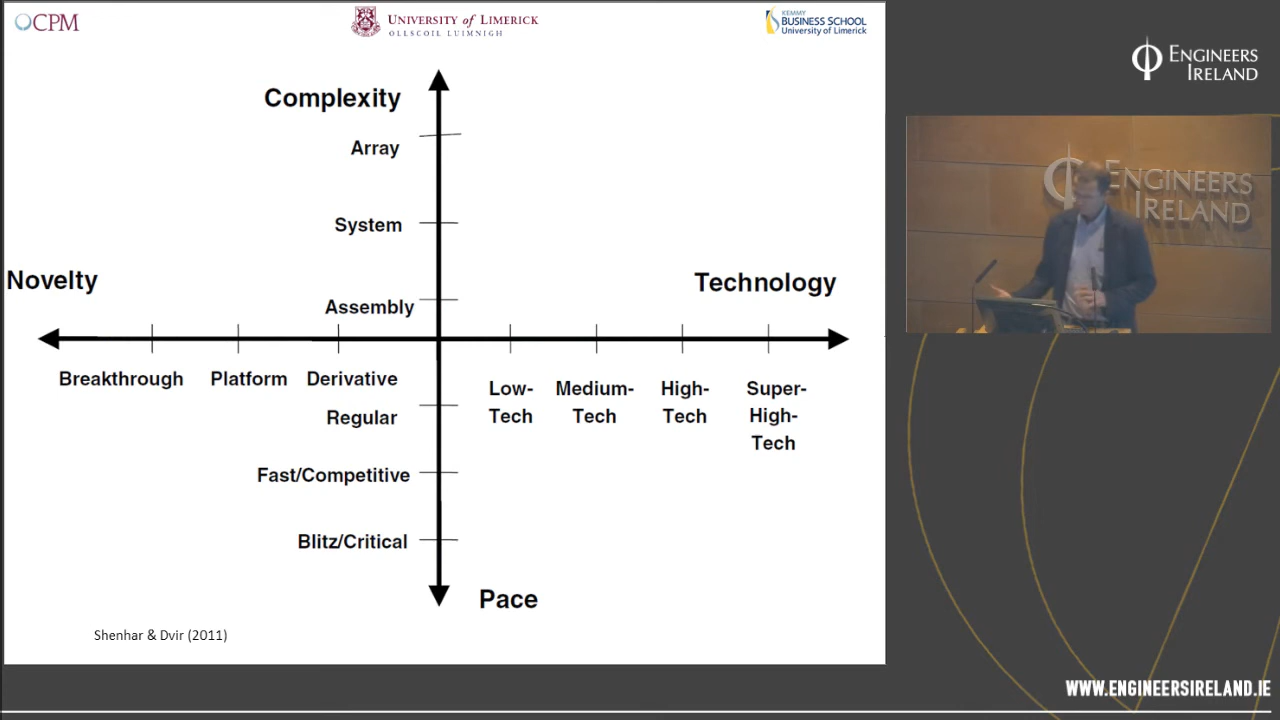 CPM
UNIVERSITY of LIMERICK
OLLSCOIL LUIMNIGH
KEMMY
BUSINESS SCHOOL
University of Limerick
ENGINEERS
IRELAND
Complexity
Array
System
Assembly
Novelty
Technology
Breakthrough
Platform
Derivative
Regular
Fast/Competitive
Blitz/Critical
Low-
Tech
Medium-
Tech
High-
Tech
Super-
High-
Tech
Pace
Shenhar & Dvir (2011)
ENGINEERS
IRELAND
WWW.ENGINEERSIRELAND.IE